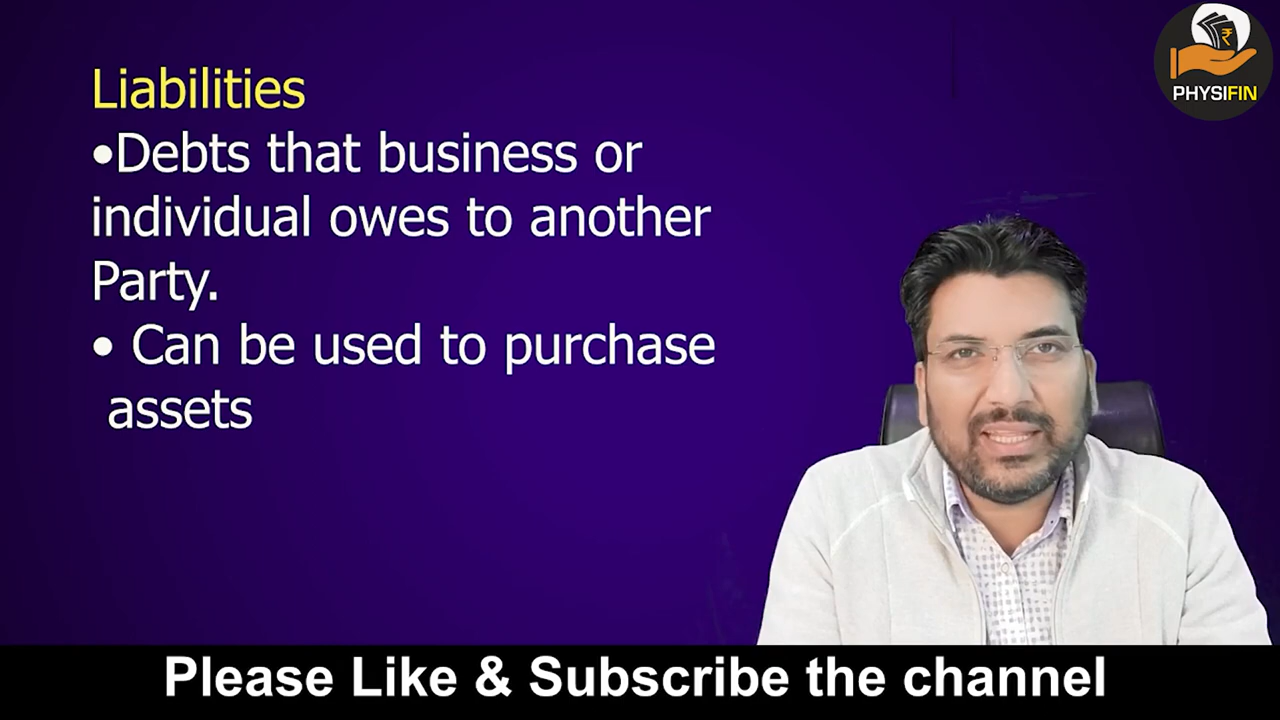 Liabilities
•Debts that business or
individual owes to another
Party.
• Can be used to purchase
assets
₹
PHYSIFIN
Please Like & Subscribe the channel